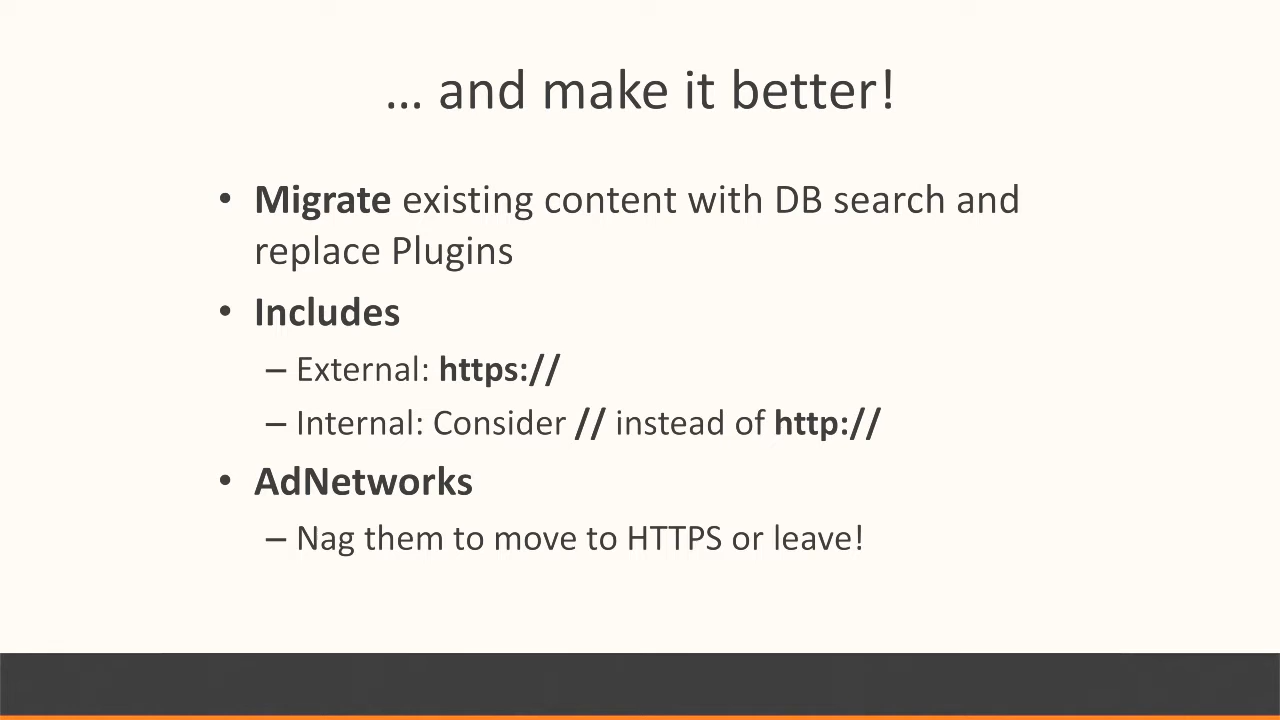 ... and make it better!
• Migrate existing content with DB search and
replace Plugins
• Includes
– External: https://
– Internal: Consider // instead of http://
• AdNetworks
– Nag them to move to HTTPS or leave!